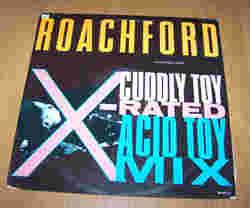 ROACHFORD
CUDDLY TOY
X-RATED
ACID TOY
MIX